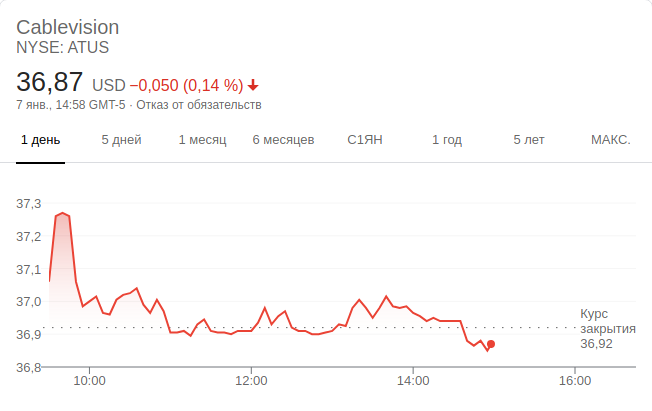 Cablevision
NYSE: ATUS
36,87 USD −0,050 (0,14 %)
7 янв., 14:58 GMT-5 · Отказ от обязательств
1 день 5 дней 1 месяц 6 месяцев С1ЯН 1 год 5 лет МАКС.
37,3
37,2
37,1
37,0
36,9
36,8
Курс
закрытия
36,92
10:00 12:00 14:00 16:00